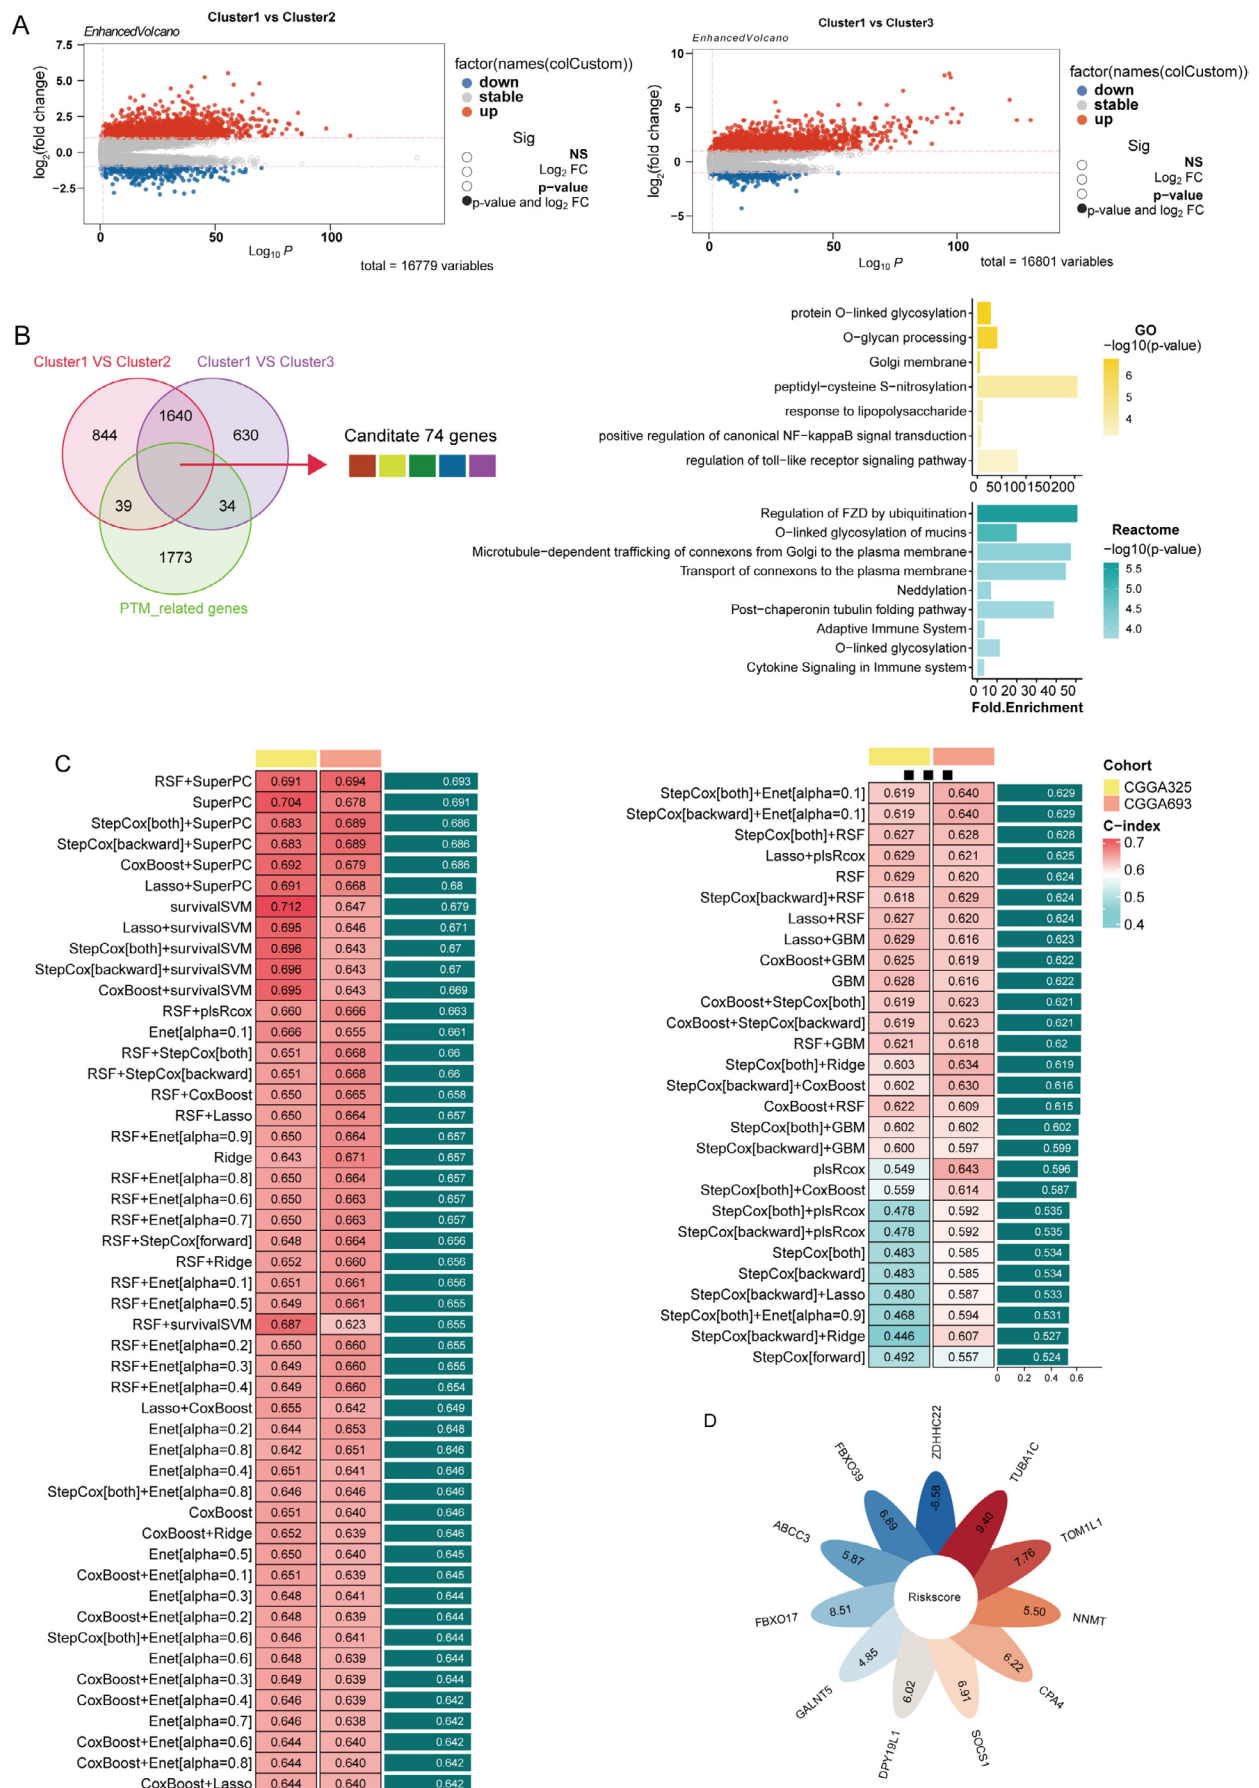 A
Cluster1 vs Cluster2
EnhancedVolcano
7.5
5.0
2.5
0.0
−2.5
log2(fold change)
0
50
100
Log10 P
total = 16779 variables
factor(names(colCustom))
down
stable
up
Sig
NS
Log2 FC
p−value
p-value and log2 FC
Cluster1 vs Cluster3
EnhancedVolcano
10
5
0
−5
log2(fold change)
0
50
100
Log10 P
total = 16801 variables
factor(names(colCustom))
down
stable
up
Sig
NS
Log2 FC
p−value
p-value and log2 FC
B
Cluster1 VS Cluster2
Cluster1 VS Cluster3
844
1640
630
39
34
1773
PTM_related genes
Canditate 74 genes
protein O−linked glycosylation
O−glycan processing
Golgi membrane
peptidyl−cysteine S−nitrosylation
response to lipopolysaccharide
positive regulation of canonical NF−kappaB signal transduction
regulation of toll−like receptor signaling pathway
0 50 100 150 200
GO
−log10(p−value)
6
5
4
Regulation of FZD by ubiquitination
O−linked glycosylation of mucins
Microtubule−dependent trafficking of connexons from Golgi to the plasma membrane
Transport of connexons to the plasma membrane
Neddylation
Post−chaperonin tubulin folding pathway
Adaptive Immune System
O−linked glycosylation
Cytokine Signaling in Immune system
0 10 20 30 40 50
Fold.Enrichment
Reactome
−log10(p−value)
5.5
5.0
4.5
4.0
C
RSF+SuperPC 0.691 0.694 0.693
SuperPC 0.704 0.678 0.691
StepCox[both]+SuperPC 0.683 0.689 0.686
StepCox[backward]+SuperPC 0.683 0.689 0.686
CoxBoost+SuperPC 0.692 0.679 0.686
Lasso+SuperPC 0.691 0.668 0.68
survivalSVM 0.712 0.647 0.679
Lasso+survivalSVM 0.695 0.646 0.671
StepCox[both]+survivalSVM 0.696 0.643 0.67
StepCox[backward]+survivalSVM 0.696 0.643 0.67
CoxBoost+survivalSVM 0.695 0.643 0.669
RSF+plsRcox 0.660 0.666 0.663
Enet[alpha=0.1] 0.666 0.655 0.661
RSF+StepCox[both] 0.651 0.668 0.66
RSF+StepCox[backward] 0.651 0.668 0.66
RSF+CoxBoost 0.650 0.665 0.658
RSF+Lasso 0.650 0.664 0.657
RSF+Enet[alpha=0.9] 0.650 0.664 0.657
Ridge 0.643 0.671 0.657
RSF+Enet[alpha=0.8] 0.650 0.664 0.657
RSF+Enet[alpha=0.6] 0.650 0.663 0.657
RSF+Enet[alpha=0.7] 0.650 0.663 0.657
RSF+StepCox[forward] 0.648 0.664 0.656
RSF+Ridge 0.652 0.660 0.656
RSF+Enet[alpha=0.1] 0.651 0.661 0.656
RSF+Enet[alpha=0.5] 0.649 0.661 0.655
RSF+survivalSVM 0.687 0.623 0.655
RSF+Enet[alpha=0.2] 0.650 0.660 0.655
RSF+Enet[alpha=0.3] 0.649 0.660 0.655
RSF+Enet[alpha=0.4] 0.649 0.660 0.654
Lasso+CoxBoost 0.655 0.642 0.649
Enet[alpha=0.2] 0.644 0.653 0.648
Enet[alpha=0.8] 0.642 0.651 0.646
Enet[alpha=0.4] 0.651 0.641 0.646
StepCox[both]+Enet[alpha=0.8] 0.646 0.646 0.646
CoxBoost 0.651 0.640 0.646
CoxBoost+Ridge 0.652 0.639 0.646
Enet[alpha=0.5] 0.650 0.640 0.645
CoxBoost+Enet[alpha=0.1] 0.651 0.639 0.645
Enet[alpha=0.3] 0.648 0.641 0.644
CoxBoost+Enet[alpha=0.2] 0.648 0.639 0.644
StepCox[both]+Enet[alpha=0.6] 0.646 0.641 0.644
Enet[alpha=0.6] 0.648 0.639 0.644
CoxBoost+Enet[alpha=0.3] 0.649 0.639 0.644
CoxBoost+Enet[alpha=0.4] 0.646 0.639 0.642
Enet[alpha=0.7] 0.646 0.638 0.642
CoxBoost+Enet[alpha=0.6] 0.644 0.640 0.642
CoxBoost+Enet[alpha=0.8] 0.644 0.640 0.642
CoxBoost+Lasso 0.644 0.640 0.642
StepCox[both]+Enet[alpha=0.1] 0.619 0.640 0.629
StepCox[backward]+Enet[alpha=0.1] 0.619 0.640 0.629
StepCox[both]+RSF 0.627 0.628 0.628
Lasso+plsRcox 0.629 0.621 0.625
RSF 0.629 0.620 0.624
StepCox[backward]+RSF 0.618 0.629 0.624
Lasso+RSF 0.627 0.620 0.624
Lasso+GBM 0.629 0.616 0.623
CoxBoost+GBM 0.625 0.619 0.622
GBM 0.628 0.616 0.622
CoxBoost+StepCox[both] 0.619 0.623 0.621
CoxBoost+StepCox[backward] 0.619 0.623 0.621
RSF+GBM 0.621 0.618 0.62
StepCox[both]+Ridge 0.603 0.634 0.619
StepCox[backward]+CoxBoost 0.602 0.630 0.616
CoxBoost+RSF 0.622 0.609 0.615
StepCox[both]+GBM 0.602 0.602 0.602
StepCox[backward]+GBM 0.600 0.597 0.599
plsRcox 0.549 0.643 0.596
StepCox[both]+CoxBoost 0.559 0.614 0.587
StepCox[both]+plsRcox 0.478 0.592 0.535
StepCox[backward]+plsRcox 0.478 0.592 0.535
StepCox[both] 0.483 0.585 0.534
StepCox[backward] 0.483 0.585 0.534
StepCox[backward]+Lasso 0.480 0.587 0.533
StepCox[both]+Enet[alpha=0.9] 0.468 0.594 0.531
StepCox[backward]+Ridge 0.446 0.607 0.527
StepCox[forward] 0.492 0.557 0.524
0 0.2 0.4 0.6
Cohort
CGGA325
CGGA693
C−index
0.7
0.6
0.5
0.4
D
ZDHHC22
-6.58
TUBA1C
9.40
TOM1L1
7.76
NNMT
5.50
CPA4
6.22
SOCS1
6.91
DPY19L1
6.02
GALNT5
4.85
FBXO17
8.51
ABCC3
5.87
FBXO39
6.89
Riskscore